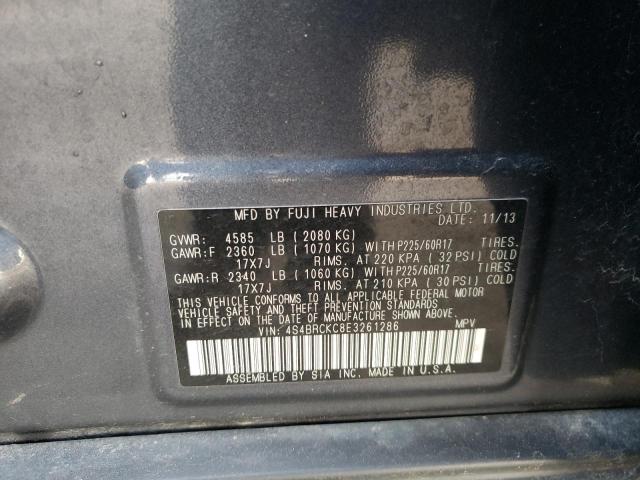 MFD BY FUJI HEAVY INDUSTRIES LTD.
DATE: 11/13
GVWR: 4585 LB (2080 KG)
GAWR:F 2360 LB (1070 KG) WITH P225/60R17 TIRES.
17X7J RIMS. AT 220 KPA ( 32 PSI) COLD
GAWR:R 2340 LB (1060 KG) WITH P225/60R17 TIRES.
17X7J RIMS. AT 210 KPA ( 30 PSI) COLD
THIS VEHICLE CONFORMS TO ALL APPLICABLE FEDERAL MOTOR
VEHICLE SAFETY AND THEFT PREVENTION STANDARDS
IN EFFECT ON THE DATE OF MANUFACTURE SHOWN ABOVE.
VIN: 4S4BRCKC8E3261286 MPV
ASSEMBLED BY SIA INC. MADE IN U.S.A.